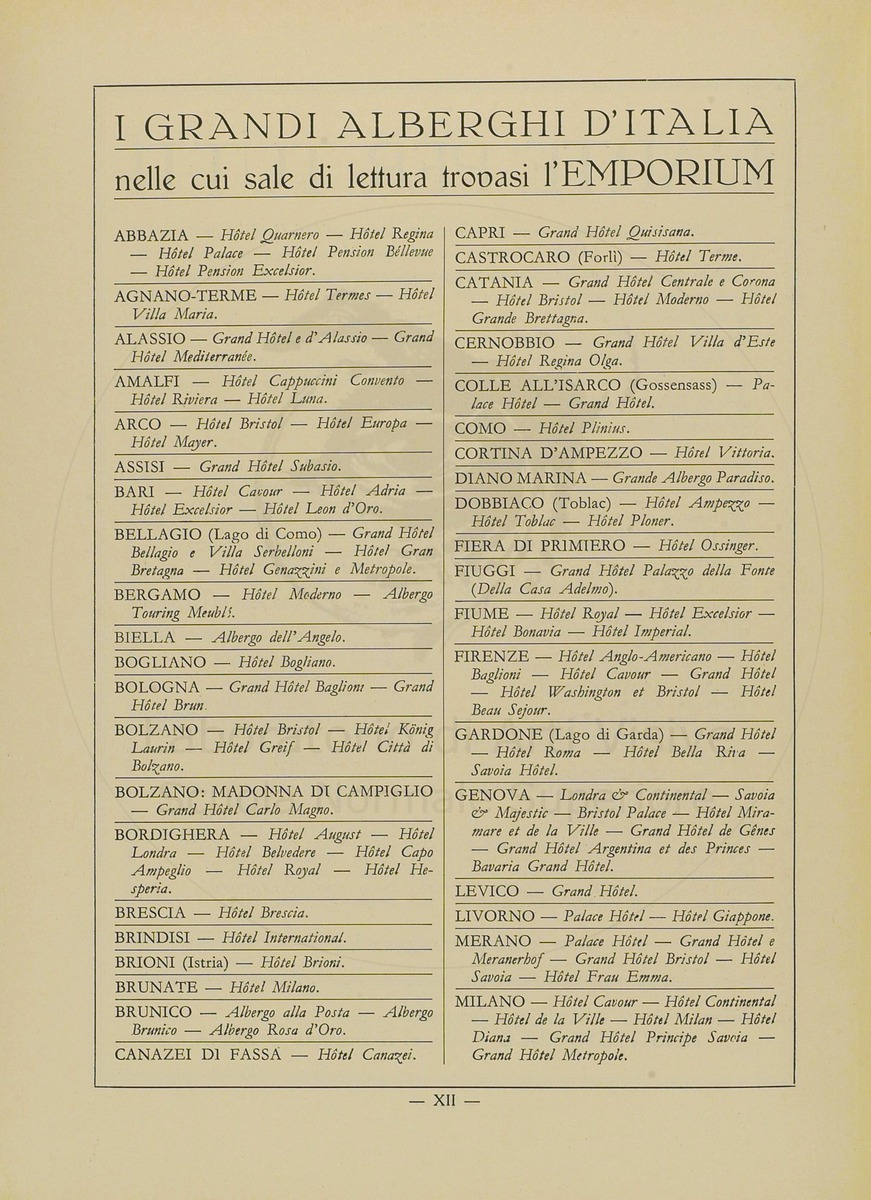 I GRANDI ALBERGHI D'ITALIA
nelle cui sale di lettura trovasi l'EMPORIUM
ABBAZIA — Hôtel Quarnero — Hôtel Regina
— Hôtel Palace — Hôtel Pension Béllevue
— Hôtel Pension Excelsior.
AGNANO-TERME — Hôtel Termes — Hôtel
Villa Maria.
ALASSIO — Grand Hôtel e d'Alassio — Grand
Hôtel Mediterranée.
AMALFI — Hôtel Cappuccini Convento —
Hôtel Riviera — Hôtel Luna.
ARCO — Hôtel Bristol — Hôtel Europa —
Hôtel Mayer.
ASSISI — Grand Hôtel Subasio.
BARI — Hôtel Cavour — Hôtel Adria —
Hôtel Excelsior — Hôtel Leon d'Oro.
BELLAGIO (Lago di Como) — Grand Hôtel
Bellagio e Villa Serbelloni — Hôtel Gran
Bretagna — Hôtel Genazzini e Metropole.
BERGAMO — Hôtel Moderno — Albergo
Touring Meublé.
BIELLA — Albergo dell'Angelo.
BOGLIANO — Hôtel Bogliano.
BOLOGNA — Grand Hôtel Baglioni — Grand
Hôtel Brun.
BOLZANO — Hôtel Bristol — Hôtel König
Laurin — Hôtel Greif — Hôtel Città di
Bolzano.
BOLZANO: MADONNA DI CAMPIGLIO
— Grand Hôtel Carlo Magno.
BORDIGHERA — Hôtel August — Hôtel
Londra — Hôtel Belvedere — Hôtel Capo
Ampeglio — Hôtel Royal — Hôtel He-
speria.
BRESCIA — Hôtel Brescia.
BRINDISI — Hôtel International.
BRIONI (Istria) — Hôtel Brioni.
BRUNATE — Hôtel Milano.
BRUNICO — Albergo alla Posta — Albergo
Brunico — Albergo Rosa d'Oro.
CANAZEI DI FASSA — Hôtel Canazei.
CAPRI — Grand Hôtel Quisisana.
CASTROCARO (Forlì) — Hôtel Terme.
CATANIA — Grand Hôtel Centrale e Corona
— Hôtel Bristol — Hôtel Moderno — Hôtel
Grande Brettagna.
CERNOBBIO — Grand Hôtel Villa d'Este
— Hôtel Regina Olga.
COLLE ALL'ISARCO (Gossensass) — Pa-
lace Hôtel — Grand Hôtel.
COMO — Hôtel Plinius.
CORTINA D'AMPEZZO — Hôtel Vittoria.
DIANO MARINA — Grande Albergo Paradiso.
DOBBIACO (Toblac) — Hôtel Ampezzo —
Hôtel Toblac — Hôtel Ploner.
FIERA DI PRIMIERO — Hôtel Ossinger.
FIUGGI — Grand Hôtel Palazzo della Fonte
(Della Casa Adelmo).
FIUME — Hôtel Royal — Hôtel Excelsior —
Hôtel Bonavia — Hôtel Imperial.
FIRENZE — Hôtel Anglo-Americano — Hôtel
Baglioni — Hôtel Cavour — Grand Hôtel
— Hôtel Washington et Bristol — Hôtel
Beau Sejour.
GARDONE (Lago di Garda) — Grand Hôtel
— Hôtel Roma — Hôtel Bella Riva —
Savoia Hôtel.
GENOVA — Londra & Continental — Savoia
& Majestic — Bristol Palace — Hôtel Mira-
mare et de la Ville — Grand Hôtel de Gênes
— Grand Hôtel Argentina et des Princes —
Bavaria Grand Hôtel.
LEVICO — Grand Hôtel.
LIVORNO — Palace Hôtel — Hôtel Giappone.
MERANO — Palace Hôtel — Grand Hôtel e
Meranerhof — Grand Hôtel Bristol — Hôtel
Savoia — Hôtel Frau Emma.
MILANO — Hôtel Cavour — Hôtel Continental
— Hôtel de la Ville — Hôtel Milan — Hôtel
Diana — Grand Hôtel Principe Savoia —
Grand Hôtel Metropole.
— XII —